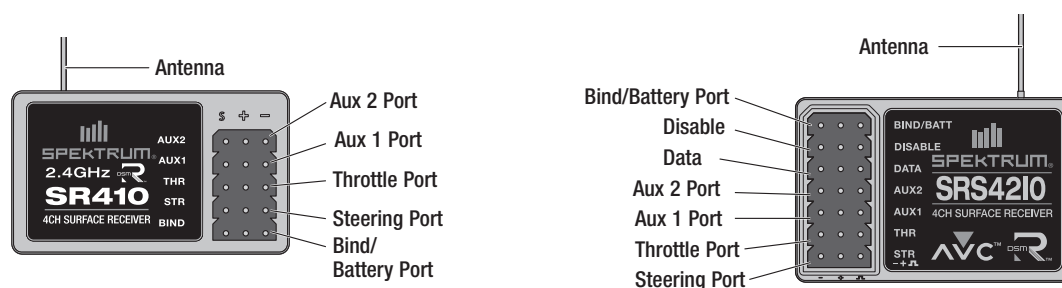 Antenna
Aux 2 Port
Aux 1 Port
Throttle Port
Steering Port
Bind/
Battery Port
S + −
SPEKTRUM®
2.4GHz DSMR
SR410
4CH SURFACE RECEIVER
AUX2
AUX1
THR
STR
BIND
Antenna
Bind/Battery Port
Disable
Data
Aux 2 Port
Aux 1 Port
Throttle Port
Steering Port
BIND/BATT
DISABLE
DATA
AUX2
AUX1
THR
STR
- + ⎍
- + ⎍
SPEKTRUM®
SRS4210
4CH SURFACE RECEIVER
AVC™ DSMR